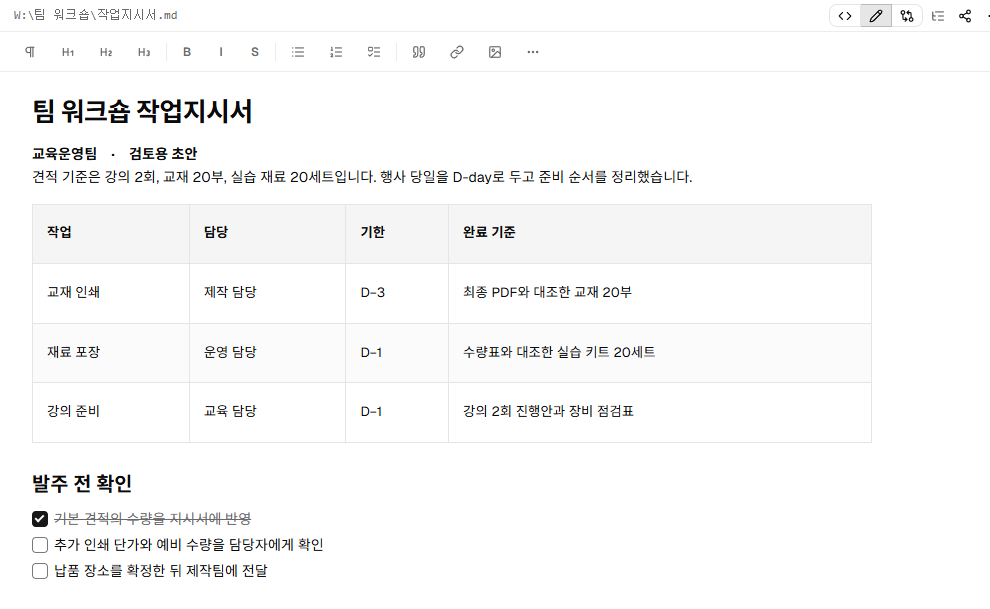 W:\팀 워크숍\작업지시서.md
H1 H2 H3 B I S
팀 워크숍 작업지시서
교육운영팀 · 검토용 초안
견적 기준은 강의 2회, 교재 20부, 실습 재료 20세트입니다. 행사 당일을 D-day로 두고 준비 순서를 정리했습니다.
작업 담당 기한 완료 기준
교재 인쇄 제작 담당 D-3 최종 PDF와 대조한 교재 20부
재료 포장 운영 담당 D-1 수량표와 대조한 실습 키트 20세트
강의 준비 교육 담당 D-1 강의 2회 진행안과 장비 점검표
발주 전 확인
기본 견적의 수량을 지시서에 반영
추가 인쇄 단가와 예비 수량을 담당자에게 확인
납품 장소를 확정한 뒤 제작팀에 전달